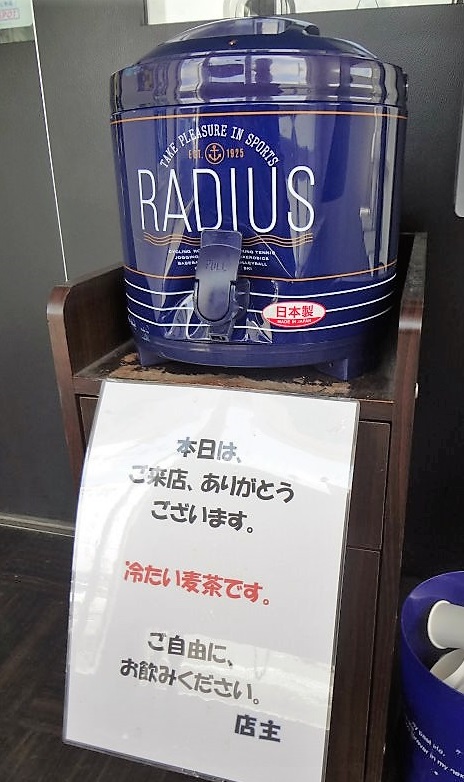 TAKE PLEASURE IN SPORTS
EST. 1925
RADIUS
PULL
日本製
MADE IN JAPAN
本日は、
ご来店、ありがとう
ございます。
冷たい麦茶です。
ご自由に、
お飲みください。
店主